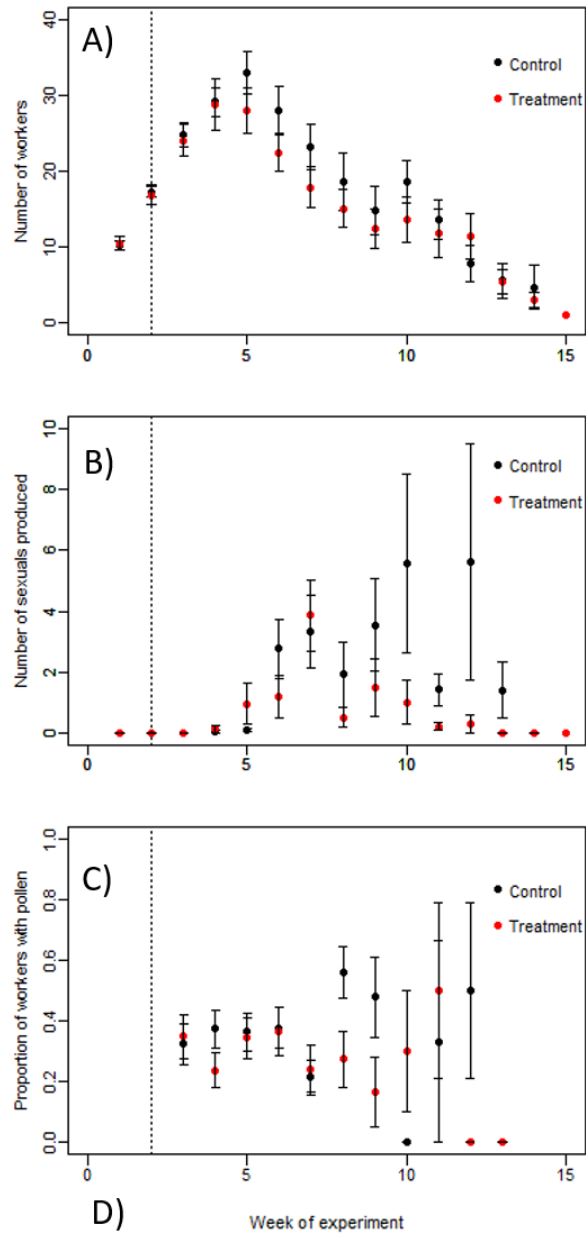 A)
Number of workers
40
30
20
10
0
Control
Treatment
0 5 10 15
B)
Number of sexuals produced
10
8
6
4
2
0
Control
Treatment
0 5 10 15
C)
Proportion of workers with pollen
1.0
0.8
0.6
0.4
0.2
0.0
Control
Treatment
0 5 10 15
D)
Week of experiment